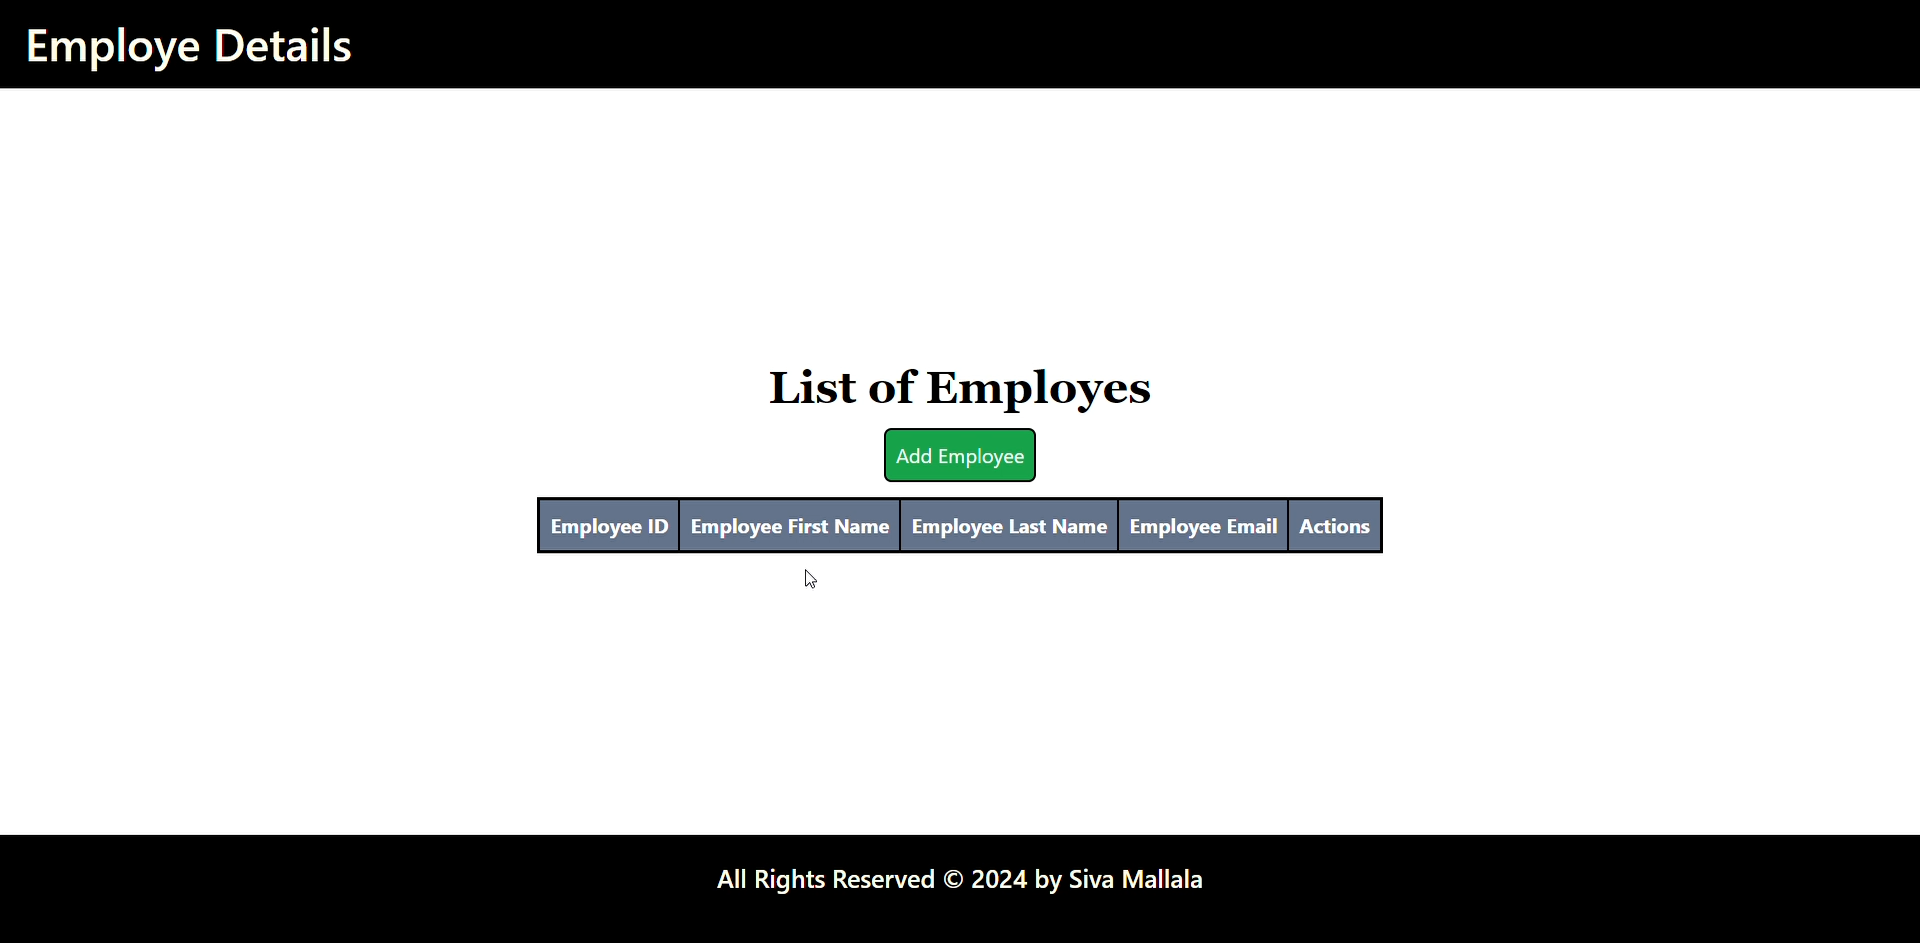 Employe Details
List of Employes
Add Employee
Employee ID Employee First Name Employee Last Name Employee Email Actions
All Rights Reserved © 2024 by Siva Mallala